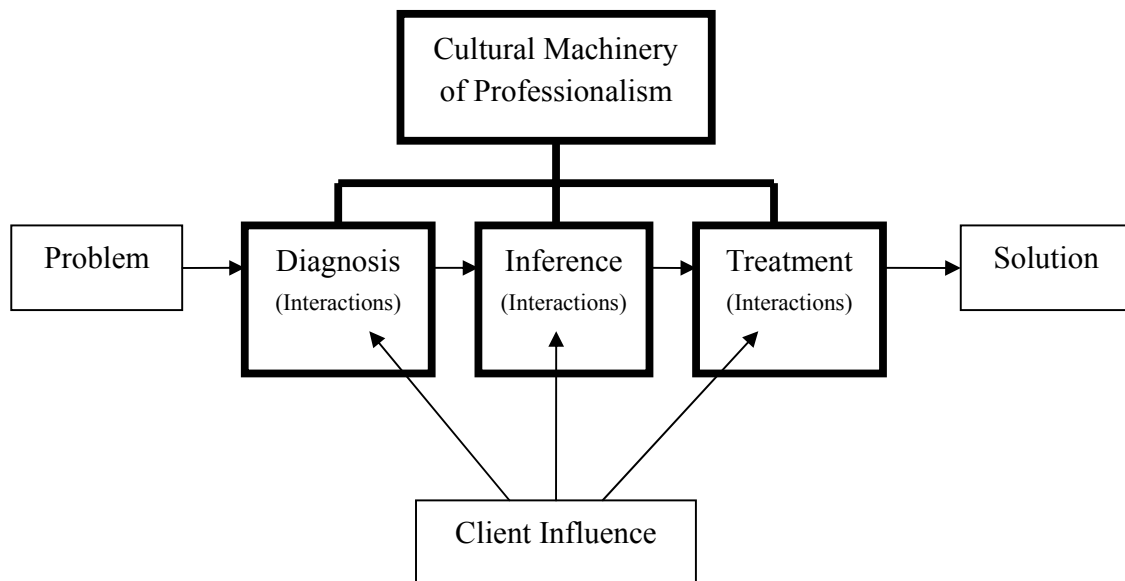 Cultural Machinery
of Professionalism
Problem
Diagnosis
(Interactions)
Inference
(Interactions)
Treatment
(Interactions)
Solution
Client Influence